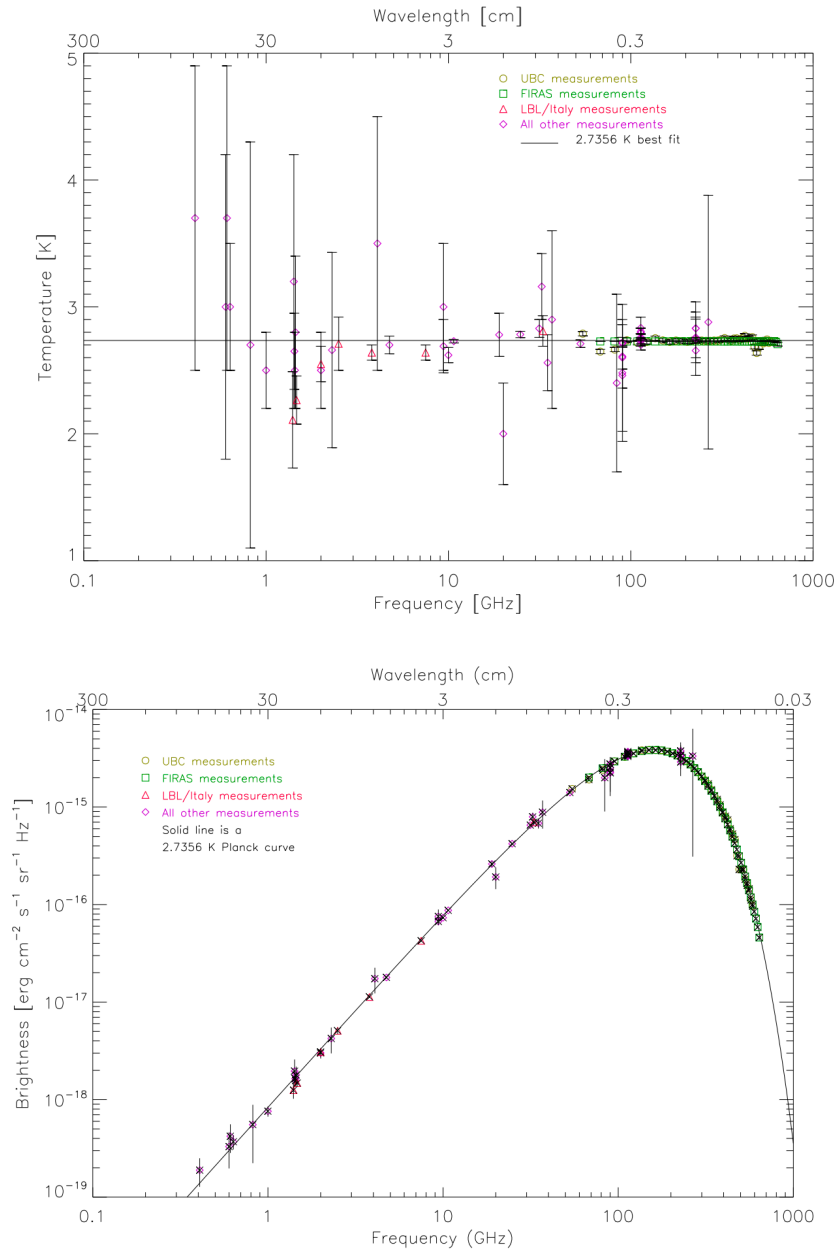 Wavelength [cm]
300 30 3 0.3
UBC measurements
FIRAS measurements
LBL/Italy measurements
All other measurements
2.7356 K best fit
Temperature [K]
5
4
3
2
1
0.1 1 10 100 1000
Frequency [GHz]
Wavelength (cm)
300 30 3 0.3 0.03
UBC measurements
FIRAS measurements
LBL/Italy measurements
All other measurements
Solid line is a
2.7356 K Planck curve
Brightness [erg cm⁻² s⁻¹ sr⁻¹ Hz⁻¹]
10⁻¹⁴
10⁻¹⁵
10⁻¹⁶
10⁻¹⁷
10⁻¹⁸
10⁻¹⁹
0.1 1 10 100 1000
Frequency (GHz)